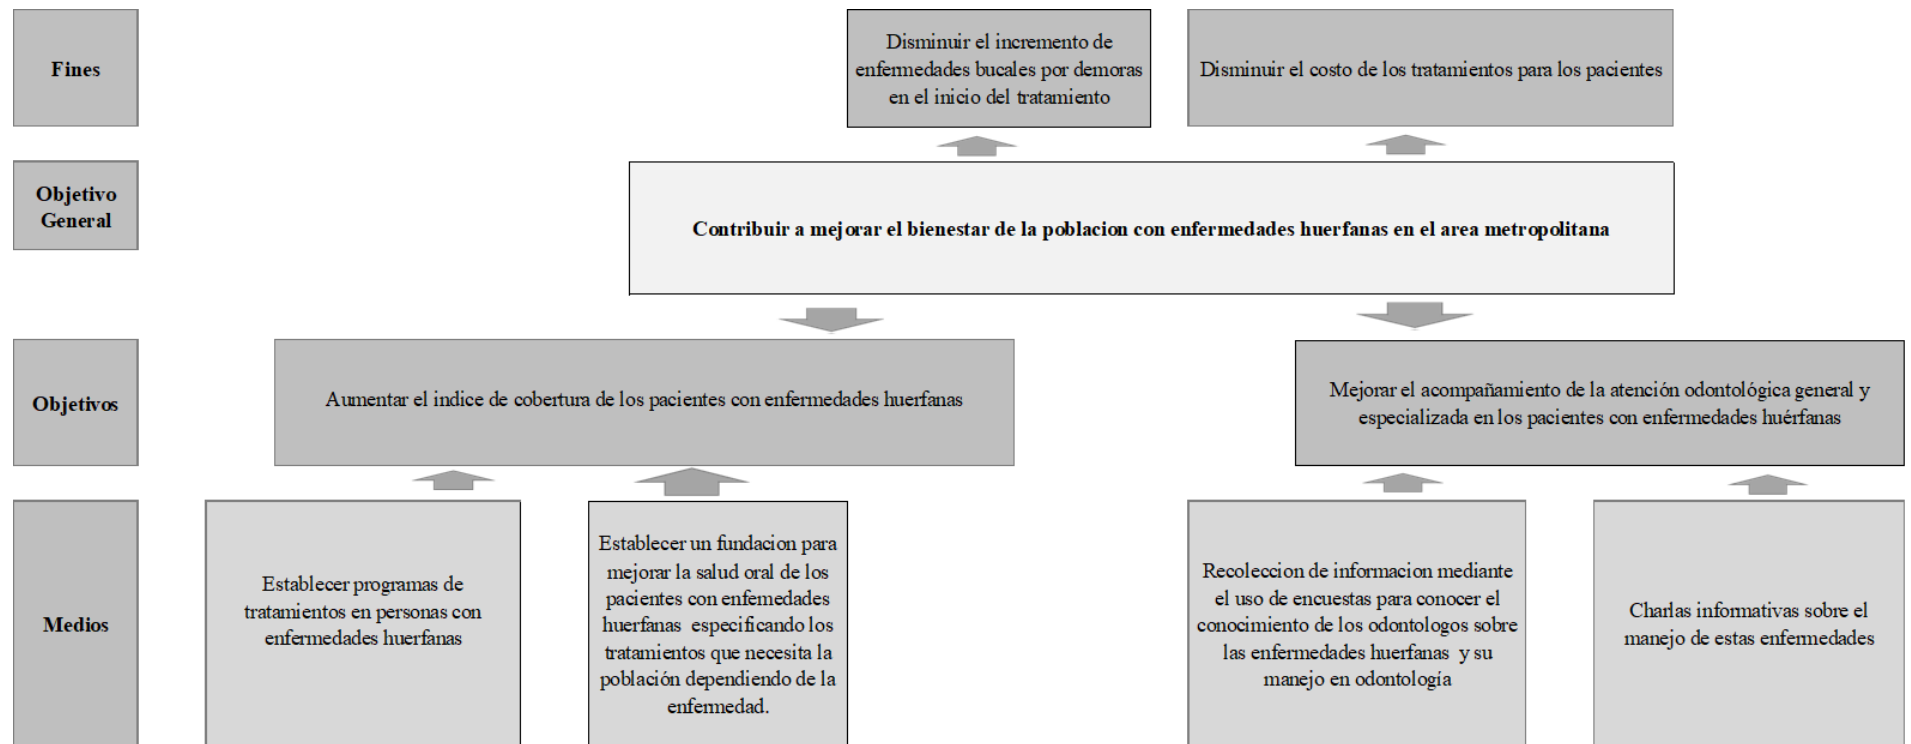 Fines
Disminuir el incremento de
enfermedades bucales por demoras
en el inicio del tratamiento
Disminuir el costo de los tratamientos para los pacientes
Objetivo
General
Contribuir a mejorar el bienestar de la poblacion con enfermedades huerfanas en el area metropolitana
Objetivos
Aumentar el indice de cobertura de los pacientes con enfermedades huerfanas
Mejorar el acompañamiento de la atención odontológica general y
especializada en los pacientes con enfermedades huérfanas
Medios
Establecer programas de
tratamientos en personas con
enfermedades huerfanas
Establecer un fundacion para
mejorar la salud oral de los
pacientes con enfemedades
huerfanas especificando los
tratamientos que necesita la
población dependiendo de la
enfermedad.
Recoleccion de informacion mediante
el uso de encuestas para conocer el
conocimiento de los odontologos sobre
las enfermedades huerfanas y su
manejo en odontología
Charlas informativas sobre el
manejo de estas enfermedades